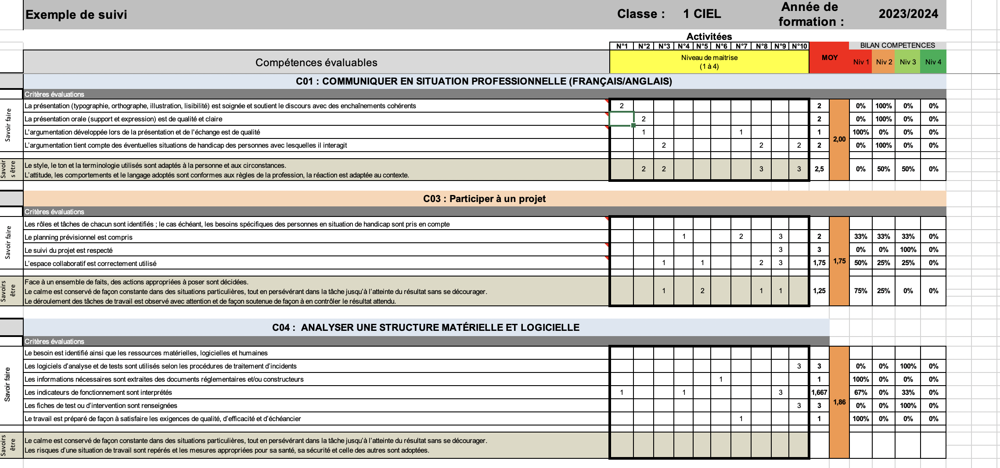 Exemple de suivi Classe : 1 CIEL Année de formation : 2023/2024
Activitées
N°1 N°2 N°3 N°4 N°5 N°6 N°7 N°8 N°9 N°10 BILAN COMPETENCES
Compétences évaluables Niveau de maitrise MOY Niv 1 Niv 2 Niv 3 Niv 4
(1 à 4)
C01 : COMMUNIQUER EN SITUATION PROFESSIONNELLE (FRANÇAIS/ANGLAIS)
Critères évaluations
Savoir faire
La présentation (typographie, orthographe, illustration, lisibilité) est soignée et soutient le discours avec des enchaînements cohérents 2 2 0% 100% 0% 0%
La présentation orale (support et expression) est de qualité et claire 2 2 0% 100% 0% 0%
L'argumentation développée lors de la présentation et de l'échange est de qualité 1 1 1 100% 0% 0% 0%
L'argumentation tient compte des éventuelles situations de handicap des personnes avec lesquelles il interagit 2 2 2 2 0% 100% 0% 0%
2,00
Savoir s être
Le style, le ton et la terminologie utilisés sont adaptés à la personne et aux circonstances.
L'attitude, les comportements et le langage adoptés sont conformes aux règles de la profession, la réaction est adaptée au contexte. 2 2 3 3 2,5 0% 50% 50% 0%
C03 : Participer à un projet
Critères évaluations
Savoir faire
Les rôles et tâches de chacun sont identifiés ; le cas échéant, les besoins spécifiques des personnes en situation de handicap sont pris en compte
Le planning prévisionnel est compris 1 2 3 2 33% 33% 33% 0%
Le suivi du projet est respecté 3 3 0% 0% 100% 0%
L'espace collaboratif est correctement utilisé 1 1 2 3 1,75 50% 25% 25% 0%
1,75
Savoirs être
Face à un ensemble de faits, des actions appropriées à poser sont décidées.
Le calme est conservé de façon constante dans des situations particulières, tout en persévérant dans la tâche jusqu'à l'atteinte du résultat sans se décourager. 1 2 1 1 1,25 75% 25% 0% 0%
Le déroulement des tâches de travail est observé avec attention et de façon soutenue de façon à en contrôler le résultat attendu.
C04 : ANALYSER UNE STRUCTURE MATÉRIELLE ET LOGICIELLE
Critères évaluations
Savoir faire
Le besoin est identifié ainsi que les ressources matérielles, logicielles et humaines
Les logiciels d'analyse et de tests sont utilisés selon les procédures de traitement d'incidents 3 3 0% 0% 100% 0%
Les informations nécessaires sont extraites des documents réglementaires et/ou constructeurs 1 1 100% 0% 0% 0%
Les indicateurs de fonctionnement sont interprétés 1 1 3 1,667 67% 0% 33% 0%
Les fiches de test ou d'intervention sont renseignées 3 3 0% 0% 100% 0%
Le travail est préparé de façon à satisfaire les exigences de qualité, d'efficacité et d'échéancier 1 1 100% 0% 0% 0%
1,86
Savoirs être
Le calme est conservé de façon constante dans des situations particulières, tout en persévérant dans la tâche jusqu'à l'atteinte du résultat sans se décourager.
Les risques d'une situation de travail sont repérés et les mesures appropriées pour sa santé, sa sécurité et celle des autres sont adoptées.